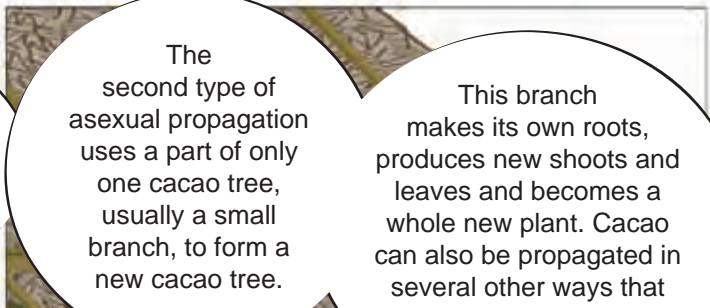 The
second type of
asexual propagation
uses a part of only
one cacao tree,
usually a small
branch, to form a
new cacao tree.
This branch
makes its own roots,
produces new shoots and
leaves and becomes a
whole new plant. Cacao
can also be propagated in
several other ways that